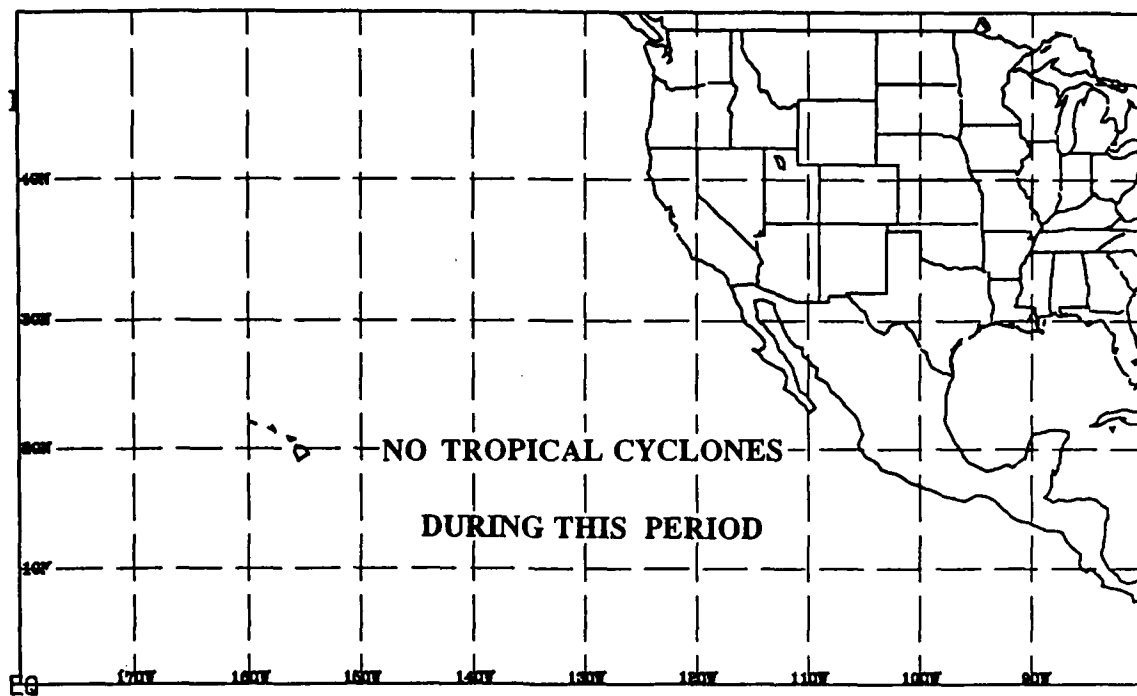 40N
30N
20N
NO TROPICAL CYCLONES
DURING THIS PERIOD
10N
EQ
170W 160W 150W 140W 130W 120W 110W 100W 90W